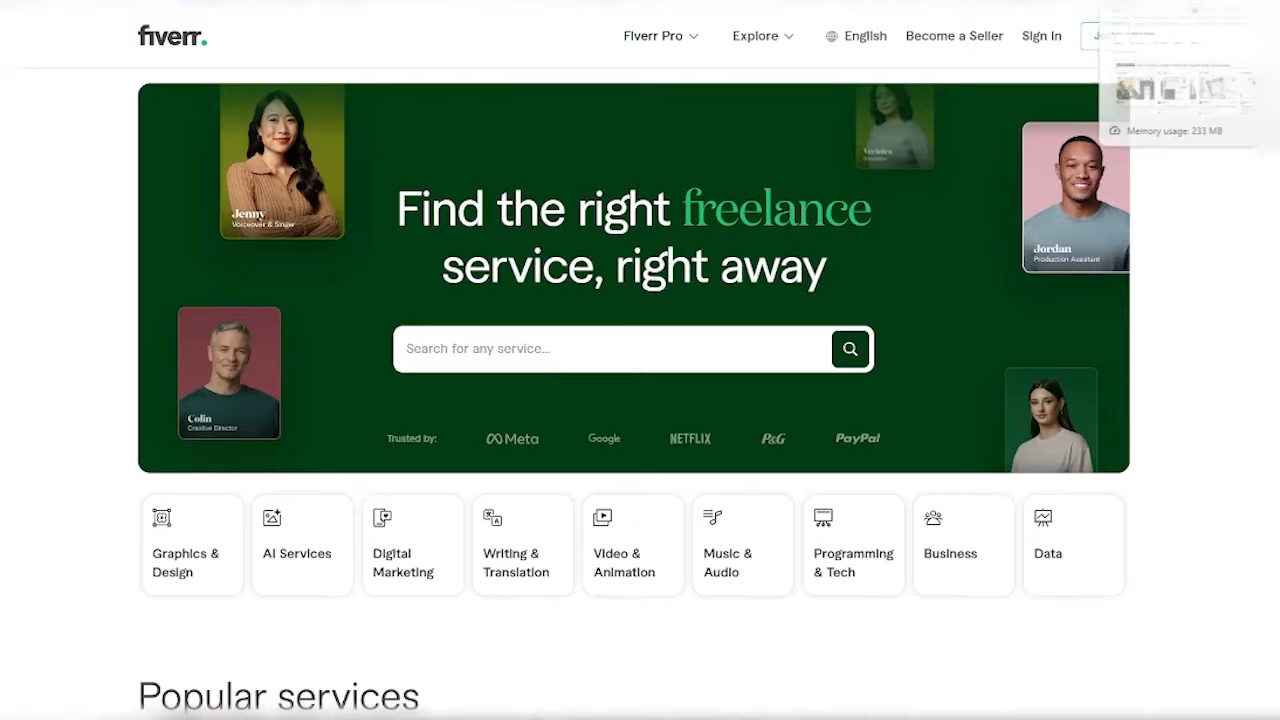 fiverr.
Fiverr Pro
Explore
English
Become a Seller
Sign in
Memory usage: 233 MB
Jenny
Voiceover & Singer
Veronica
Jordan
Production Assistant
Find the right freelance
service, right away
Search for any service...
Colin
Creative Director
Trusted by:
Meta
Google
NETFLIX
P&G
PayPal
Graphics &
Design
AI Services
Digital
Marketing
Writing &
Translation
Video &
Animation
Music &
Audio
Programming
& Tech
Business
Data
Popular services